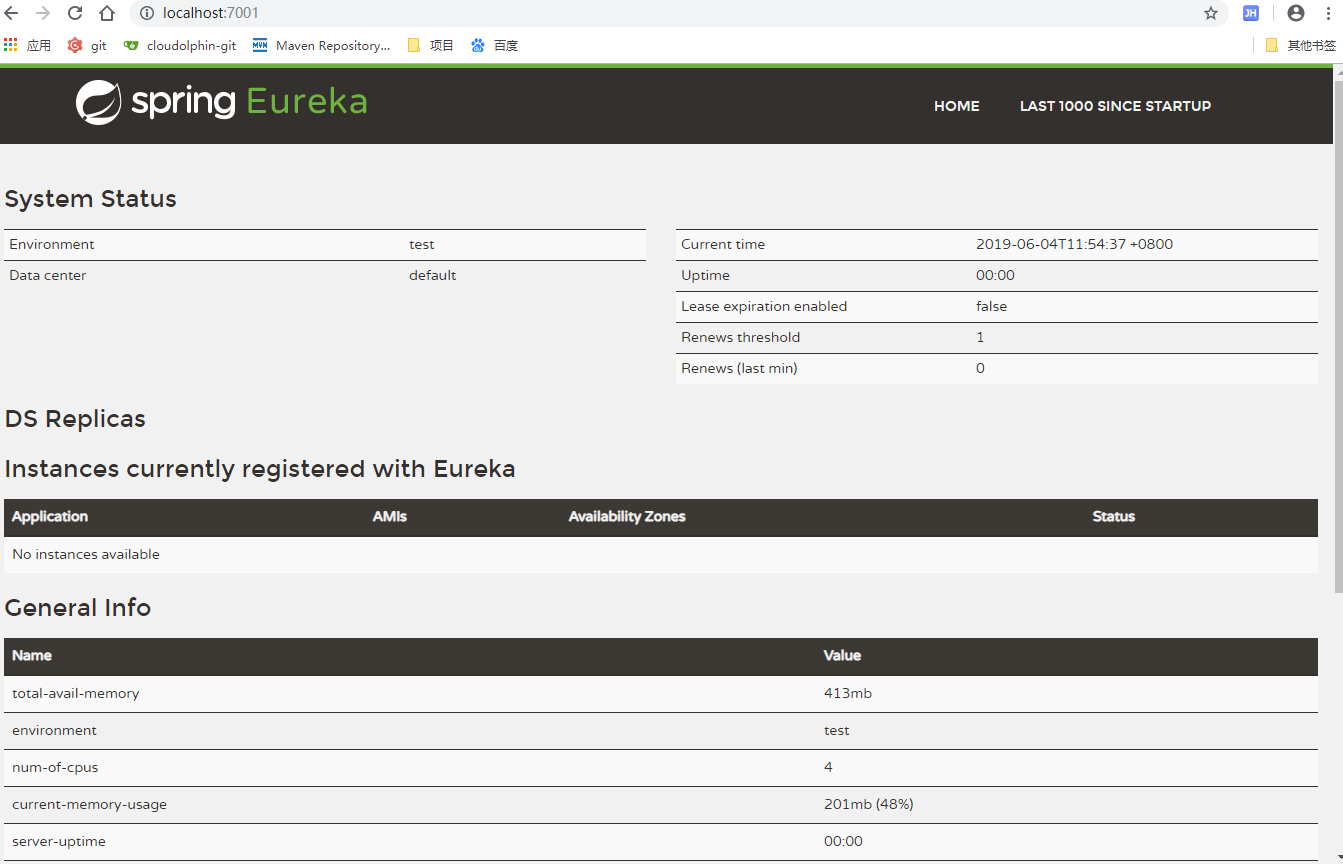 localhost:7001
JH
应用 git cloudolphin-git MVN Maven Repository... 项目 百度 其他书签
spring Eureka HOME LAST 1000 SINCE STARTUP
System Status
Environment test
Data center default
Current time 2019-06-04T11:54:37 +0800
Uptime 00:00
Lease expiration enabled false
Renews threshold 1
Renews (last min) 0
DS Replicas
Instances currently registered with Eureka
Application AMIs Availability Zones Status
No instances available
General Info
Name Value
total-avail-memory 413mb
environment test
num-of-cpus 4
current-memory-usage 201mb (48%)
server-uptime 00:00